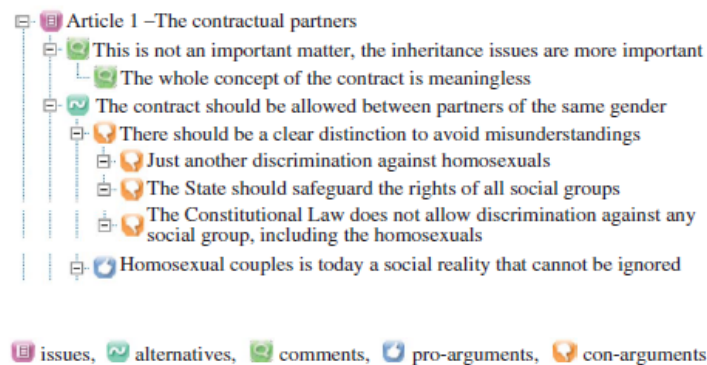 Article 1 –The contractual partners
This is not an important matter, the inheritance issues are more important
The whole concept of the contract is meaningless
The contract should be allowed between partners of the same gender
There should be a clear distinction to avoid misunderstandings
Just another discrimination against homosexuals
The State should safeguard the rights of all social groups
The Constitutional Law does not allow discrimination against any
social group, including the homosexuals
Homosexual couples is today a social reality that cannot be ignored
issues, alternatives, comments, pro-arguments, con-arguments